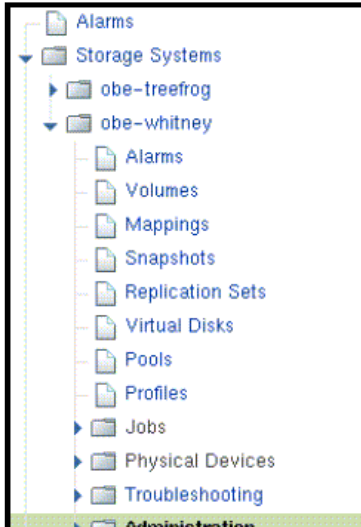 Alarms
Storage Systems
obe-treefrog
obe-whitney
Alarms
Volumes
Mappings
Snapshots
Replication Sets
Virtual Disks
Pools
Profiles
Jobs
Physical Devices
Troubleshooting
Administration